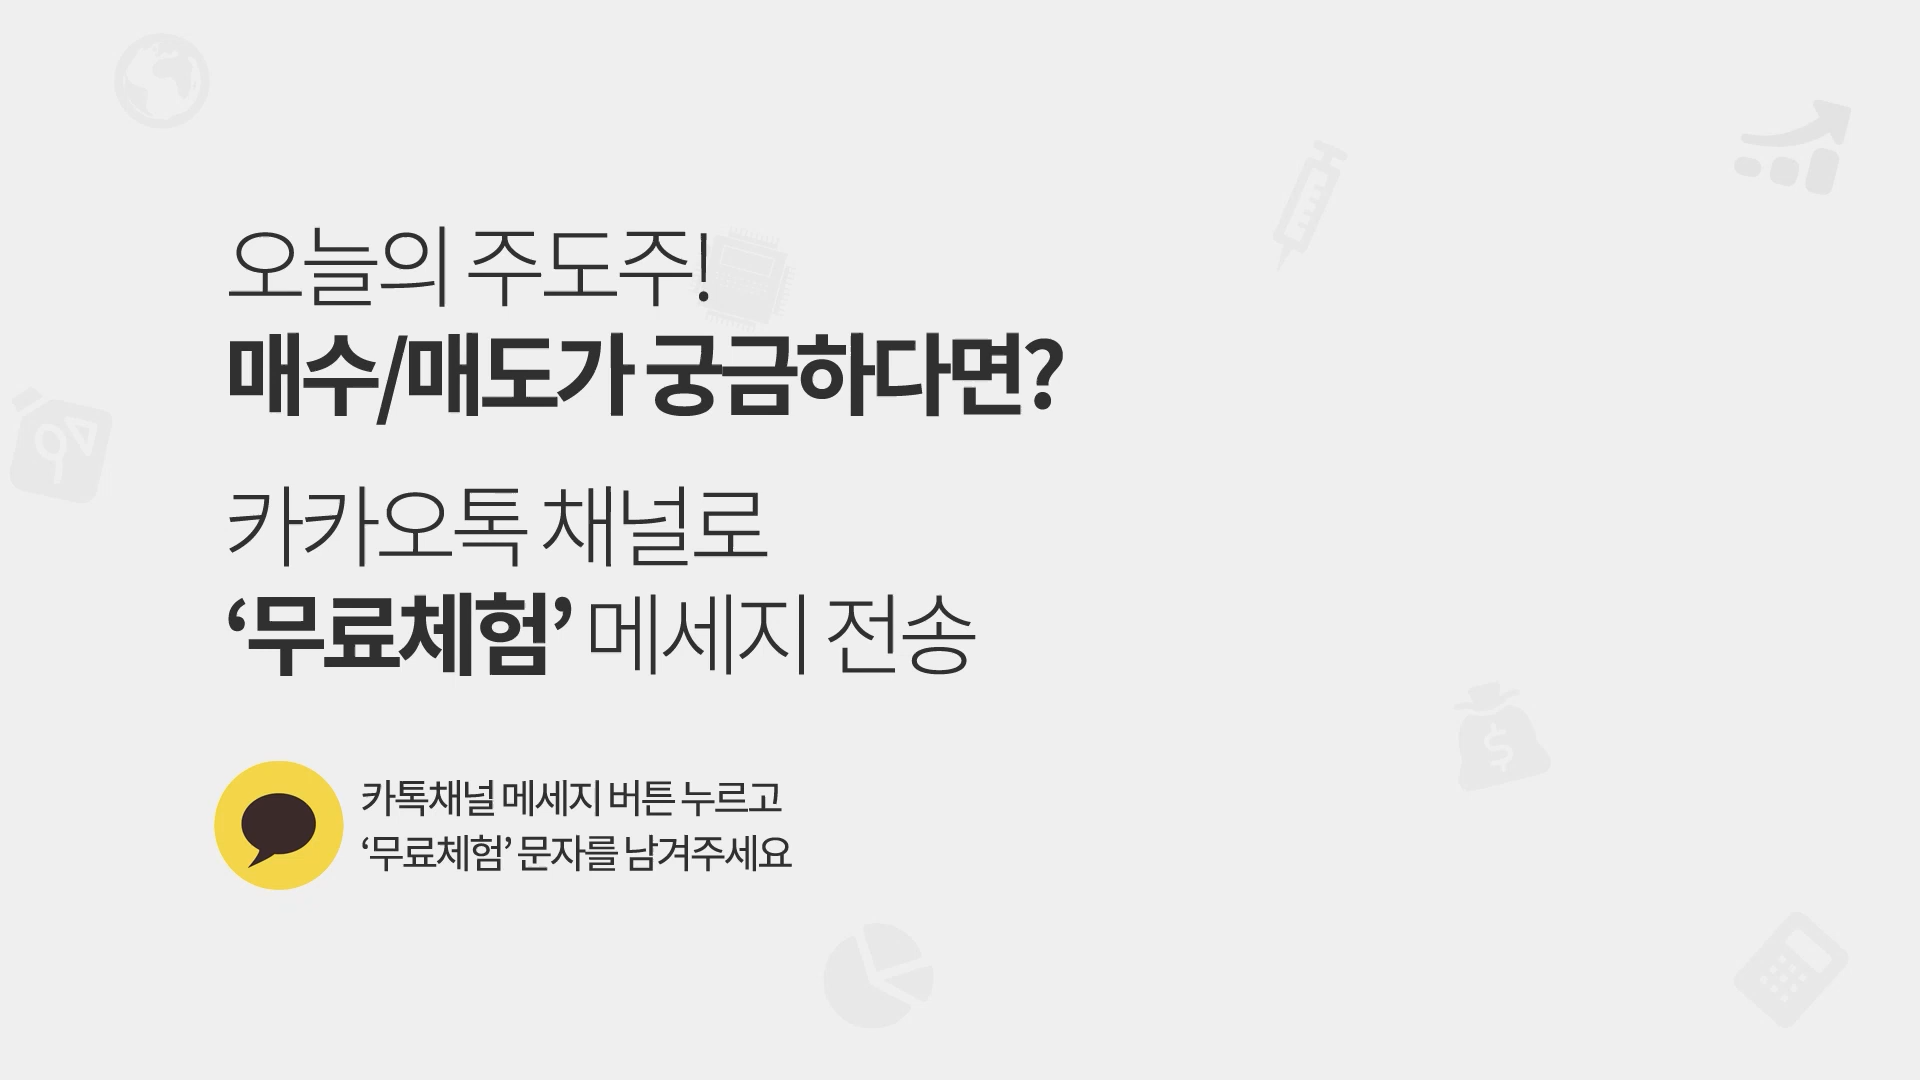 오늘의 주도주!
매수/매도가 궁금하다면?
카카오톡 채널로
‘무료체험’ 메세지 전송
카톡채널 메세지 버튼 누르고
‘무료체험’ 문자를 남겨주세요